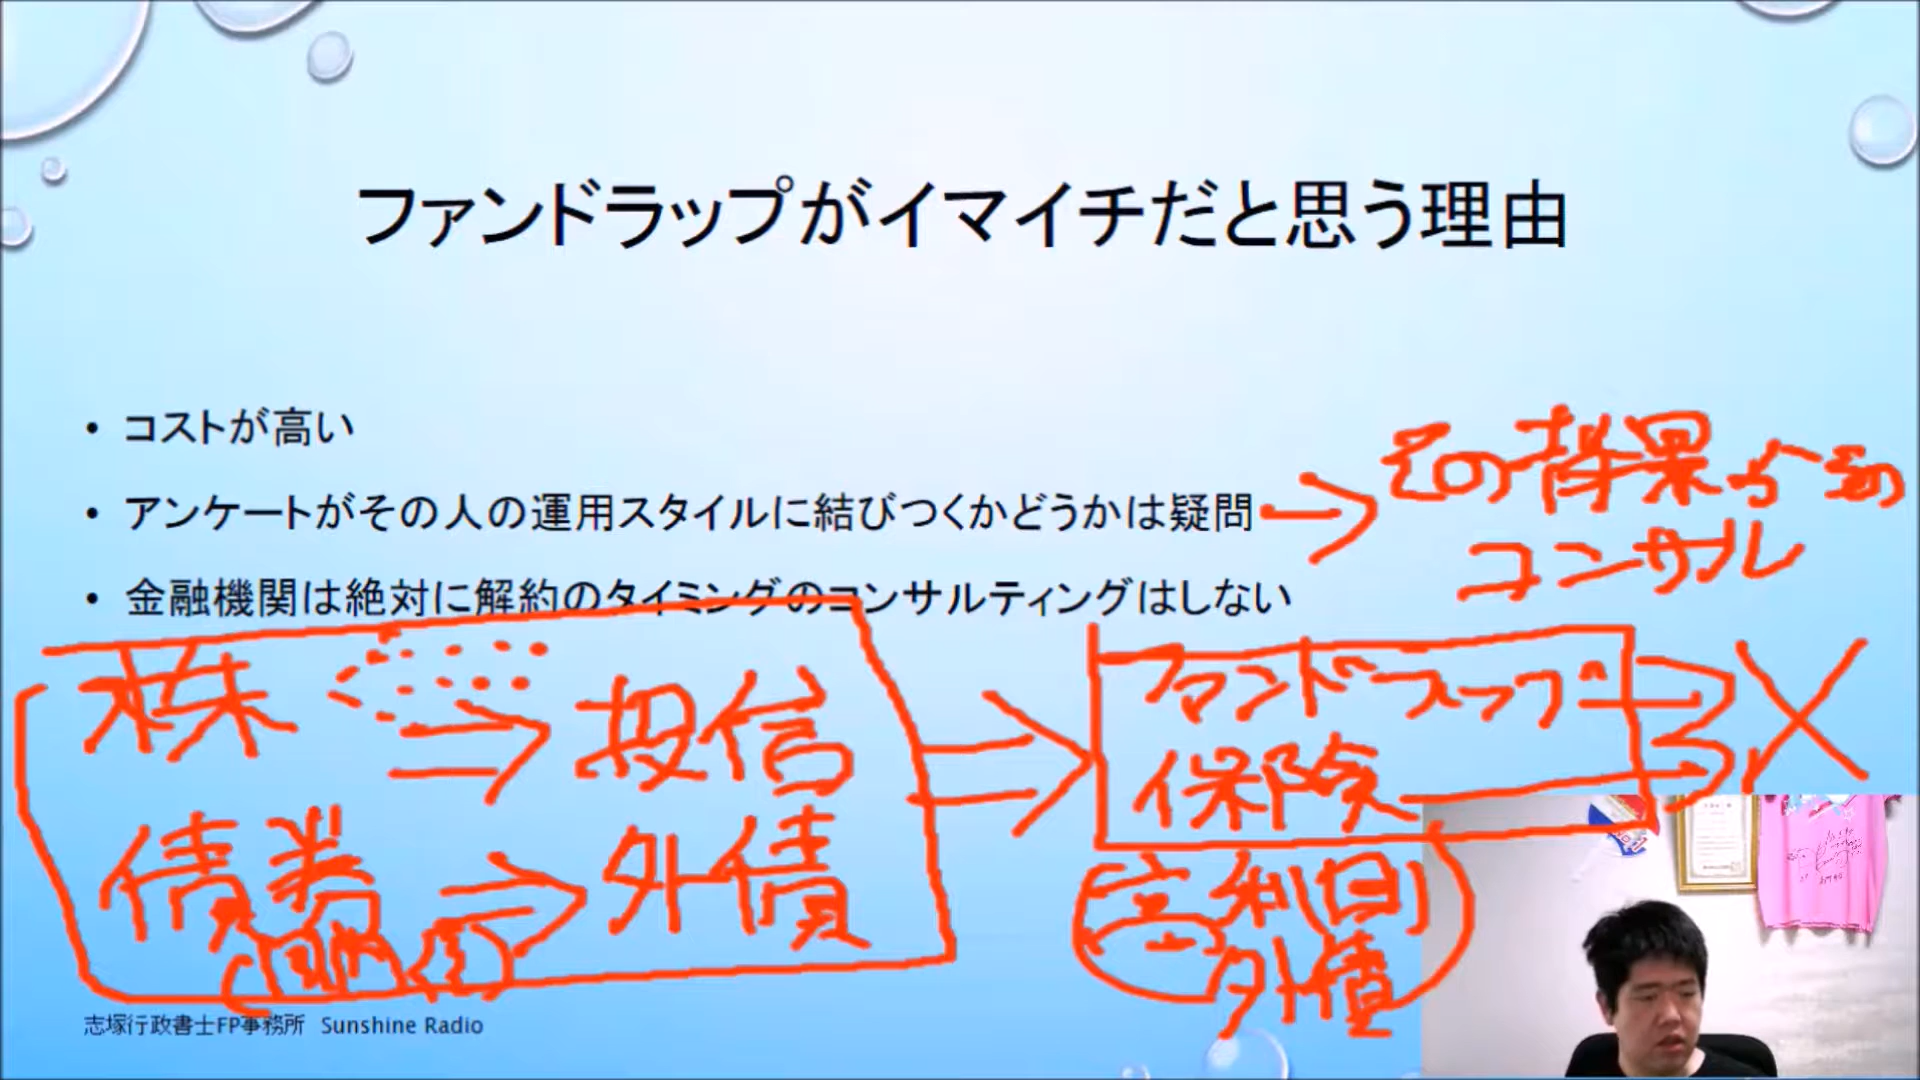 ファンドラップがイマイチだと思う理由
• コストが高い
• アンケートがその人の運用スタイルに結びつくかどうかは疑問
その背景からの
コンサル
• 金融機関は絶対に解約のタイミングのコンサルティングはしない
株 投信
債券 外債
ファンドラップ
保険
外債
志塚行政書士FP事務所 Sunshine Radio